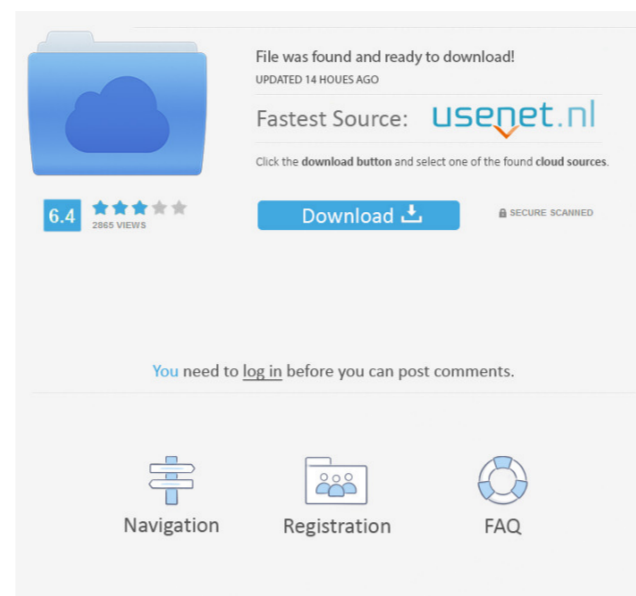 File was found and ready to download!
UPDATED 14 HOUES AGO
Fastest Source: usenet.nl
Click the download button and select one of the found cloud sources.
6.4
2865 VIEWS
Download
SECURE SCANNED
You need to log in before you can post comments.
Navigation
Registration
FAQ